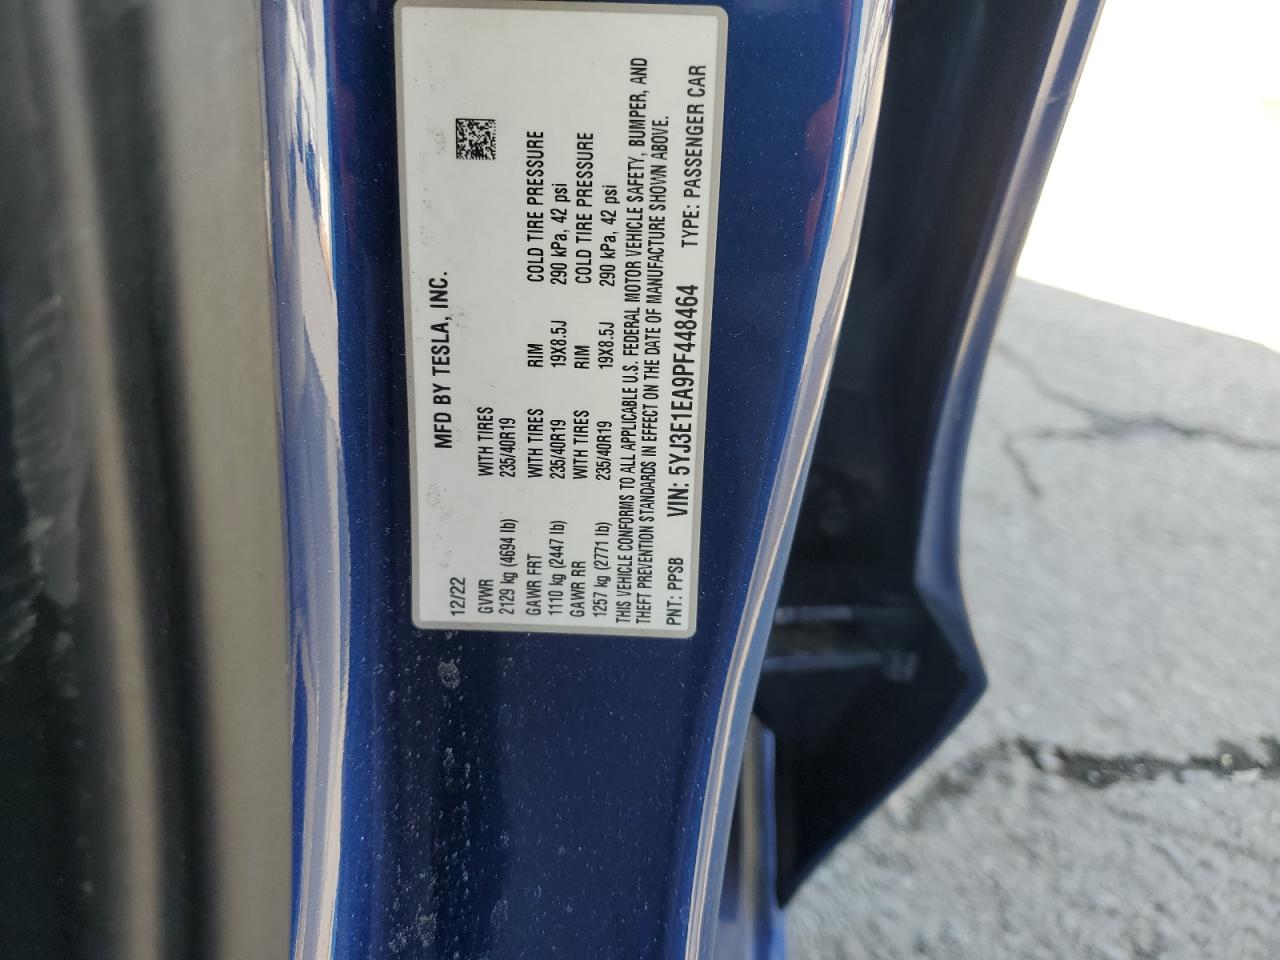 MFD BY TESLA, INC.
12/22
GVWR WITH TIRES
2129 kg (4694 lb) 235/40R19
GAWR FRT WITH TIRES RIM COLD TIRE PRESSURE
1110 kg (2447 lb) 235/40R19 19X8.5J 290 kPa, 42 psi
GAWR RR WITH TIRES RIM COLD TIRE PRESSURE
1257 kg (2771 lb) 235/40R19 19X8.5J 290 kPa, 42 psi
THIS VEHICLE CONFORMS TO ALL APPLICABLE U.S. FEDERAL MOTOR VEHICLE SAFETY, BUMPER, AND
THEFT PREVENTION STANDARDS IN EFFECT ON THE DATE OF MANUFACTURE SHOWN ABOVE.
PNT: PPSB VIN: 5YJ3E1EA9PF448464 TYPE: PASSENGER CAR